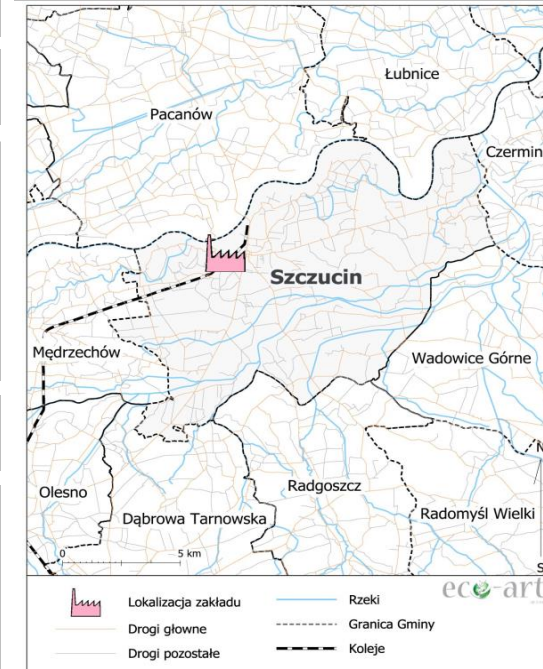 Łubnice
Pacanów
Czermin
Szczucin
Mędrzechów
Wadowice Górne
Olesno
Radgoszcz
Dąbrowa Tarnowska
Radomyśl Wielki
N
0
5 km
S
eco-art
Lokalizacja zakładu
Drogi głowne
Drogi pozostałe
Rzeki
Granica Gminy
Koleje